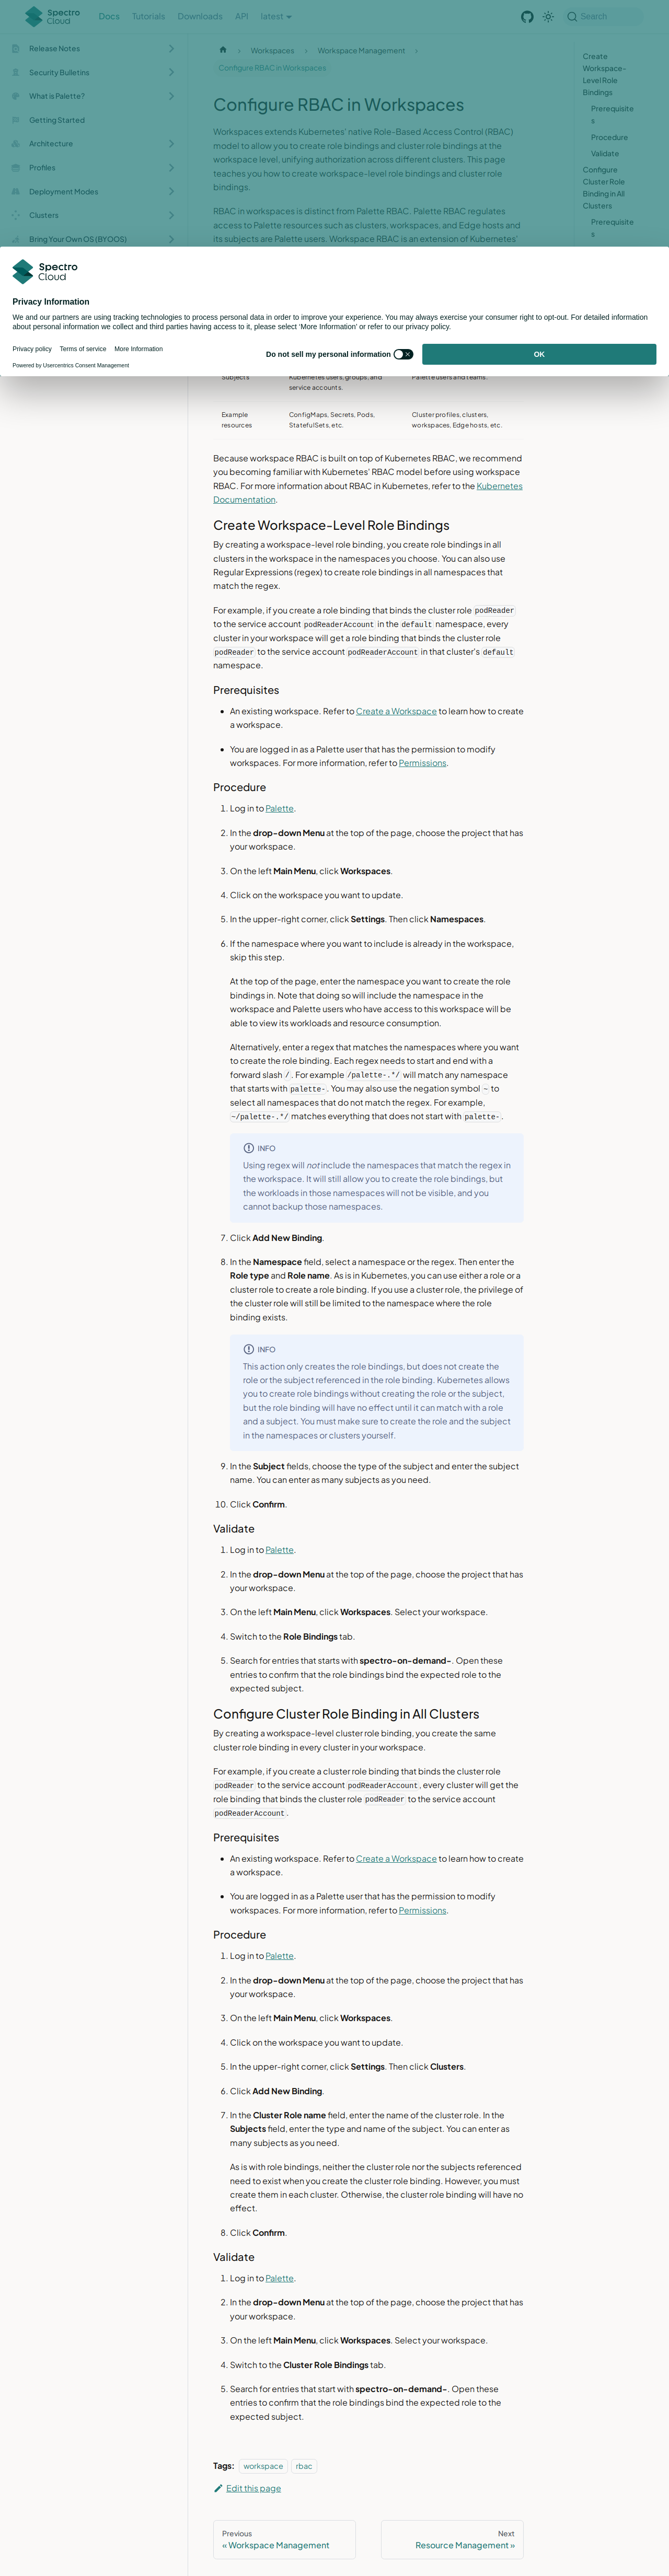 Spectro Cloud
Docs
Tutorials
Downloads
API
latest
Search
Release Notes
Security Bulletins
What is Palette?
Getting Started
Architecture
Profiles
Deployment Modes
Clusters
Bring Your Own OS (BYOOS)
Workspaces
Workspace Management
Configure RBAC in Workspaces
Configure RBAC in Workspaces
Workspaces extends Kubernetes' native Role-Based Access Control (RBAC)
model to allow you to create role bindings and cluster role bindings at the
workspace level, unifying authorization across different clusters. This page
teaches you how to create workspace-level role bindings and cluster role
bindings.
RBAC in workspaces is distinct from Palette RBAC. Palette RBAC regulates
access to Palette resources such as clusters, workspaces, and Edge hosts and
its subjects are Palette users. Workspace RBAC is an extension of Kubernetes'
Create
Workspace-
Level Role
Bindings
Prerequisite
s
Procedure
Validate
Configure
Cluster Role
Binding in All
Clusters
Prerequisite
s
Spectro Cloud
Privacy Information
We and our partners are using tracking technologies to process personal data in order to improve your experience. You may always exercise your consumer right to opt-out. For detailed information
about personal information we collect and third parties having access to it, please select 'More Information' or refer to our privacy policy.
Privacy policy
Terms of service
More Information
Powered by Usercentrics Consent Management
Do not sell my personal information
OK
Subjects
Kubernetes users, groups, and
service accounts.
Palette users and teams.
Example
resources
ConfigMaps, Secrets, Pods,
StatefulSets, etc.
Cluster profiles, clusters,
workspaces, Edge hosts, etc.
Because workspace RBAC is built on top of Kubernetes RBAC, we recommend
you becoming familiar with Kubernetes' RBAC model before using workspace
RBAC. For more information about RBAC in Kubernetes, refer to the Kubernetes
Documentation.
Create Workspace-Level Role Bindings
By creating a workspace-level role binding, you create role bindings in all
clusters in the workspace in the namespaces you choose. You can also use
Regular Expressions (regex) to create role bindings in all namespaces that
match the regex.
For example, if you create a role binding that binds the cluster role podReader
to the service account podReaderAccount in the default namespace, every
cluster in your workspace will get a role binding that binds the cluster role
podReader to the service account podReaderAccount in that cluster's default
namespace.
Prerequisites
• An existing workspace. Refer to Create a Workspace to learn how to create
a workspace.
• You are logged in as a Palette user that has the permission to modify
workspaces. For more information, refer to Permissions.
Procedure
1. Log in to Palette.
2. In the drop-down Menu at the top of the page, choose the project that has
your workspace.
3. On the left Main Menu, click Workspaces.
4. Click on the workspace you want to update.
5. In the upper-right corner, click Settings. Then click Namespaces.
6. If the namespace where you want to include is already in the workspace,
skip this step.
At the top of the page, enter the namespace you want to create the role
bindings in. Note that doing so will include the namespace in the
workspace and Palette users who have access to this workspace will be
able to view its workloads and resource consumption.
Alternatively, enter a regex that matches the namespaces where you want
to create the role binding. Each regex needs to start and end with a
forward slash /. For example /palette-.*/ will match any namespace
that starts with palette-. You may also use the negation symbol ~ to
select all namespaces that do not match the regex. For example,
~/palette-.*/ matches everything that does not start with palette-.
INFO
Using regex will not include the namespaces that match the regex in
the workspace. It will still allow you to create the role bindings, but
the workloads in those namespaces will not be visible, and you
cannot backup those namespaces.
7. Click Add New Binding.
8. In the Namespace field, select a namespace or the regex. Then enter the
Role type and Role name. As is in Kubernetes, you can use either a role or a
cluster role to create a role binding. If you use a cluster role, the privilege of
the cluster role will still be limited to the namespace where the role
binding exists.
INFO
This action only creates the role bindings, but does not create the
role or the subject referenced in the role binding. Kubernetes allows
you to create role bindings without creating the role or the subject,
but the role binding will have no effect until it can match with a role
and a subject. You must make sure to create the role and the subject
in the namespaces or clusters yourself.
9. In the Subject fields, choose the type of the subject and enter the subject
name. You can enter as many subjects as you need.
10. Click Confirm.
Validate
1. Log in to Palette.
2. In the drop-down Menu at the top of the page, choose the project that has
your workspace.
3. On the left Main Menu, click Workspaces. Select your workspace.
4. Switch to the Role Bindings tab.
5. Search for entries that starts with spectro-on-demand-. Open these
entries to confirm that the role bindings bind the expected role to the
expected subject.
Configure Cluster Role Binding in All Clusters
By creating a workspace-level cluster role binding, you create the same
cluster role binding in every cluster in your workspace.
For example, if you create a cluster role binding that binds the cluster role
podReader to the service account podReaderAccount, every cluster will get the
role binding that binds the cluster role podReader to the service account
podReaderAccount.
Prerequisites
• An existing workspace. Refer to Create a Workspace to learn how to create
a workspace.
• You are logged in as a Palette user that has the permission to modify
workspaces. For more information, refer to Permissions.
Procedure
1. Log in to Palette.
2. In the drop-down Menu at the top of the page, choose the project that has
your workspace.
3. On the left Main Menu, click Workspaces.
4. Click on the workspace you want to update.
5. In the upper-right corner, click Settings. Then click Clusters.
6. Click Add New Binding.
7. In the Cluster Role name field, enter the name of the cluster role. In the
Subjects field, enter the type and name of the subject. You can enter as
many subjects as you need.
As is with role bindings, neither the cluster role nor the subjects referenced
need to exist when you create the cluster role binding. However, you must
create them in each cluster. Otherwise, the cluster role binding will have no
effect.
8. Click Confirm.
Validate
1. Log in to Palette.
2. In the drop-down Menu at the top of the page, choose the project that has
your workspace.
3. On the left Main Menu, click Workspaces. Select your workspace.
4. Switch to the Cluster Role Bindings tab.
5. Search for entries that start with spectro-on-demand-. Open these
entries to confirm that the role bindings bind the expected role to the
expected subject.
Tags: workspace rbac
Edit this page
Previous
« Workspace Management
Next
Resource Management »